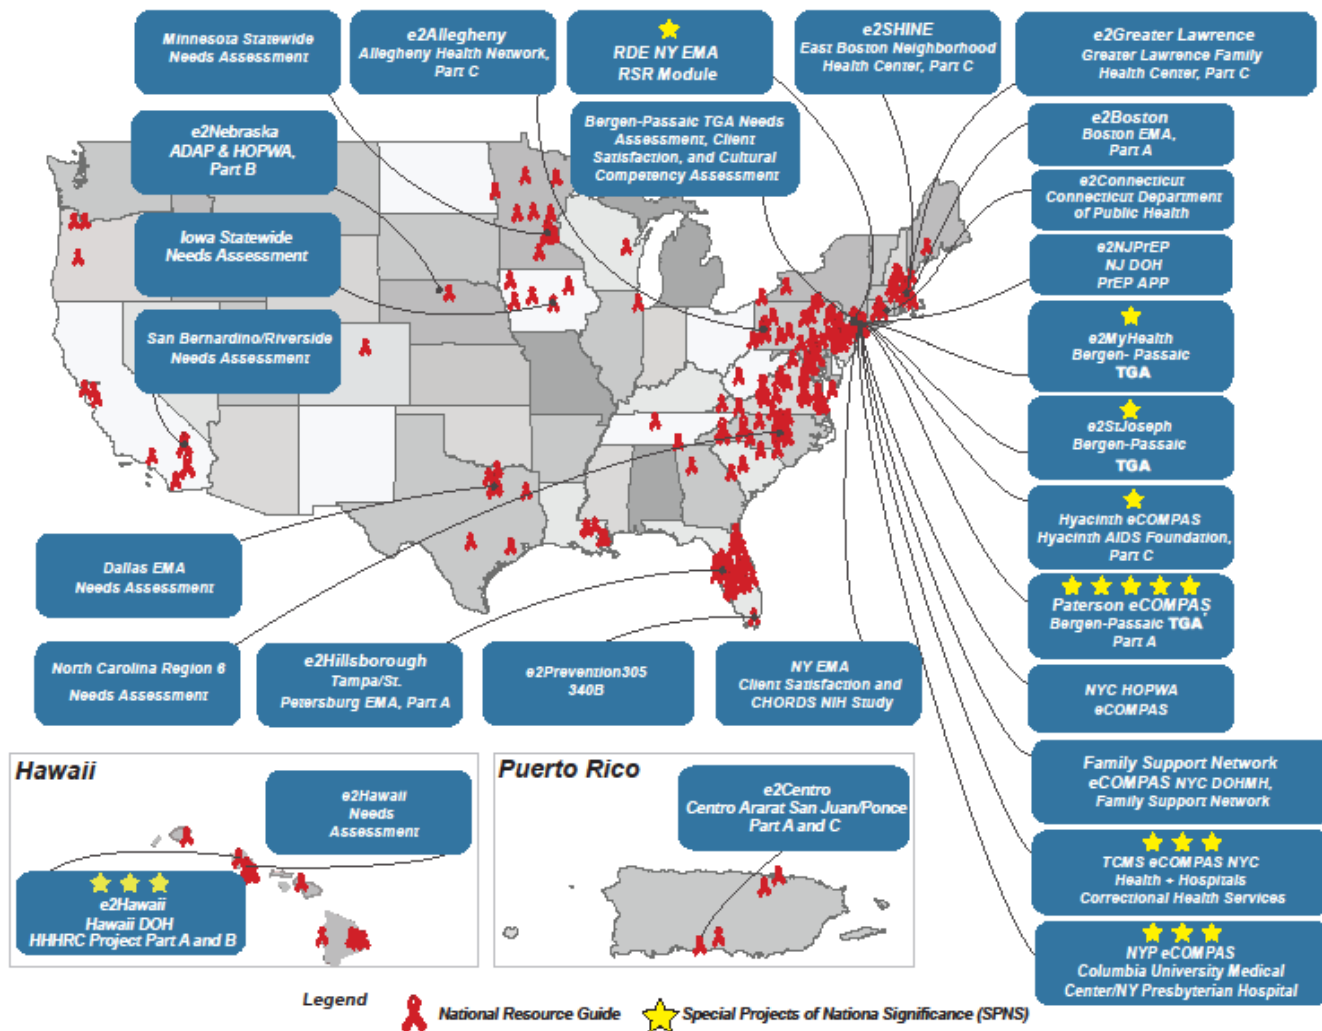 Minnesota Statewide
Needs Assessment
e2Allegheny
Allegheny Health Network,
Part C
RDE NY EMA
RSR Module
e2SHINE
East Boston Neighborhood
Health Center, Part C
e2Greater Lawrence
Greater Lawrence Family
Health Center, Part C
e2Nebraska
ADAP & HOPWA,
Part B
Bergen-Passaic TGA Needs
Assessment, Client
Satisfaction, and Cultural
Competency Assessment
e2Boston
Boston EMA,
Part A
e2Connecticut
Connecticut Department
of Public Health
Iowa Statewide
Needs Assessment
e2NJPrEP
NJ DOH
PrEP APP
San Bernardino/Riverside
Needs Assessment
e2MyHealth
Bergen- Passaic
TGA
e2StJoseph
Bergen-Passaic
TGA
Hyacinth eCOMPAS
Hyacinth AIDS Foundation,
Part C
Dallas EMA
Needs Assessment
Paterson eCOMPAS
Bergen-Passaic TGA
Part A
North Carolina Region 6
Needs Assessment
e2Hillsborough
Tampa/St.
Petersburg EMA, Part A
e2Prevention305
340B
NY EMA
Client Satisfaction and
CHORDS NIH Study
NYC HOPWA
eCOMPAS
Family Support Network
eCOMPAS NYC DOHMH,
Family Support Network
TCMS eCOMPAS NYC
Health + Hospitals
Correctional Health Services
NYP eCOMPAS
Columbia University Medical
Center/NY Presbyterian Hospital
Hawaii
e2Hawaii
Needs
Assessment
e2Hawaii
Hawaii DOH
HHHRC Project Part A and B
Puerto Rico
e2Centro
Centro Ararat San Juan/Ponce
Part A and C
Legend
National Resource Guide
Special Projects of Nationa Significance (SPNS)